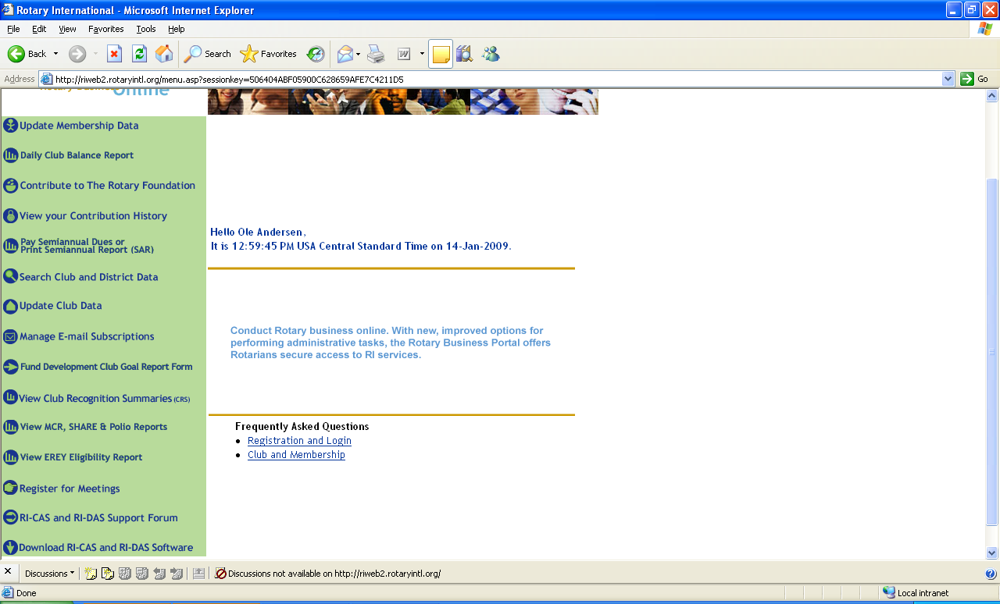 Rotary International - Microsoft Internet Explorer
File Edit View Favorites Tools Help
Back Search Favorites
Address http://riweb2.rotaryintl.org/menu.asp?sessionkey=506404ABF05900C628659AFE7C4211D5 Go
Rotary Business Online
Update Membership Data
Daily Club Balance Report
Contribute to The Rotary Foundation
View your Contribution History
Pay Semiannual Dues or
Print Semiannual Report (SAR)
Search Club and District Data
Update Club Data
Manage E-mail Subscriptions
Fund Development Club Goal Report Form
View Club Recognition Summaries (CRS)
View MCR, SHARE & Polio Reports
View EREY Eligibility Report
Register for Meetings
RI-CAS and RI-DAS Support Forum
Download RI-CAS and RI-DAS Software
Hello Ole Andersen,
It is 12:59:45 PM USA Central Standard Time on 14-Jan-2009.
Conduct Rotary business online. With new, improved options for
performing administrative tasks, the Rotary Business Portal offers
Rotarians secure access to RI services.
Frequently Asked Questions
Registration and Login
Club and Membership
Discussions Discussions not available on http://riweb2.rotaryintl.org/
Done Local intranet